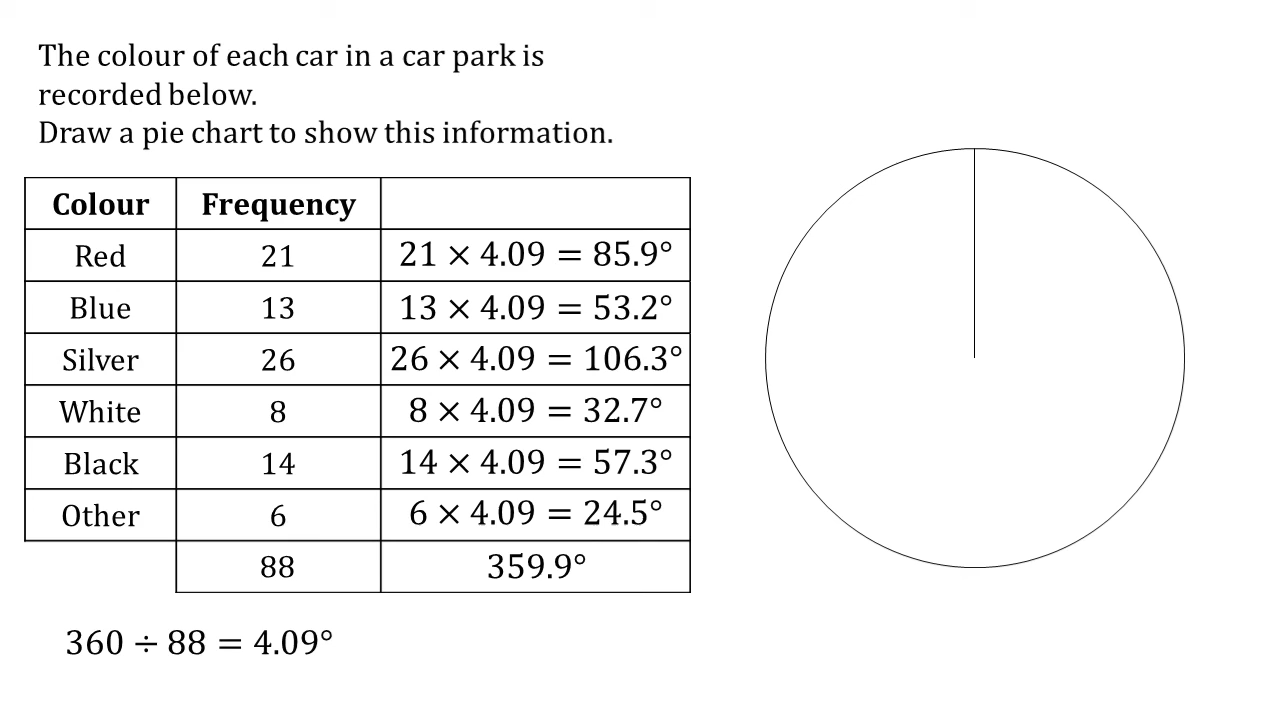 The colour of each car in a car park is
recorded below.
Draw a pie chart to show this information.
Colour Frequency
Red 21 21 × 4.09 = 85.9°
Blue 13 13 × 4.09 = 53.2°
Silver 26 26 × 4.09 = 106.3°
White 8 8 × 4.09 = 32.7°
Black 14 14 × 4.09 = 57.3°
Other 6 6 × 4.09 = 24.5°
88 359.9°
360 ÷ 88 = 4.09°